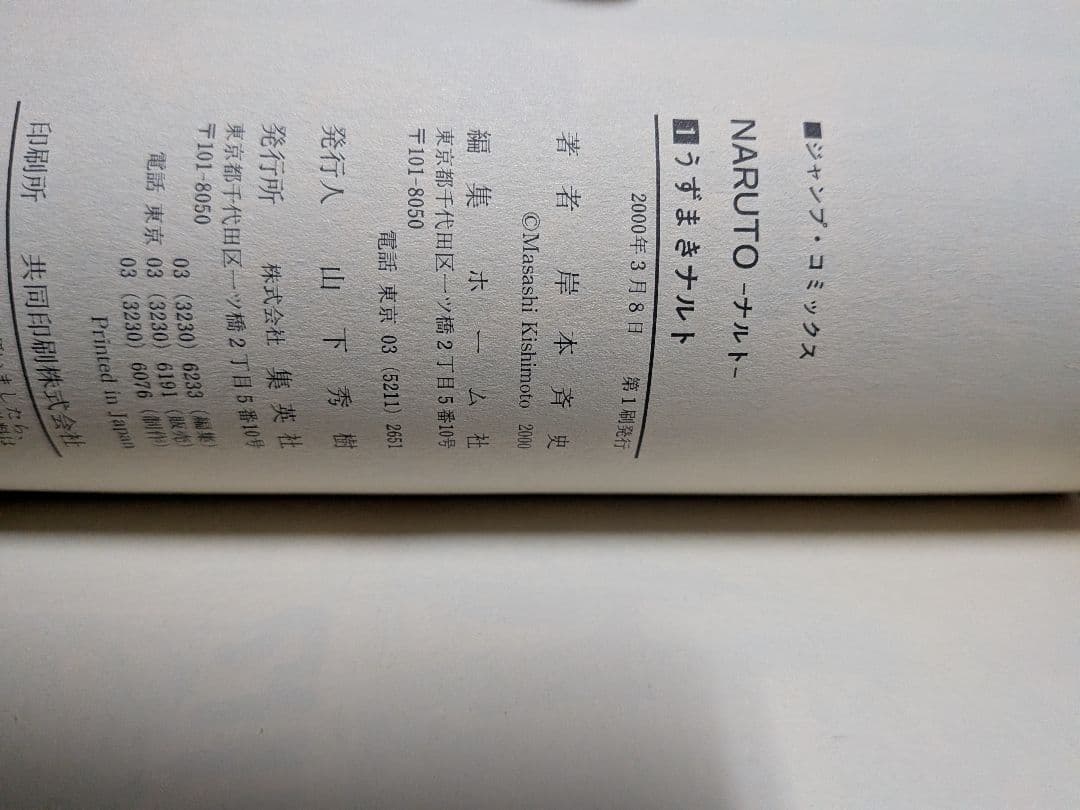 ■ジャンプ・コミックス
NARUTO -ナルト-
1うずまきナルト
2000年3月8日 第1刷発行
著者 岸本斉史
©Masashi Kishimoto 2000
編集 ホーム社
東京都千代田区一ツ橋2丁目5番10号
〒101-8050
電話 東京 03 (5211) 2651
発行人 山下秀樹
発行所 株式会社 集英社
東京都千代田区一ツ橋2丁目5番10号
〒101-8050
03 (3230) 6233 (編集)
電話 東京 03 (3230) 6191 (販売)
03 (3230) 6076 (制作)
Printed in Japan
印刷所 共同印刷株式会社